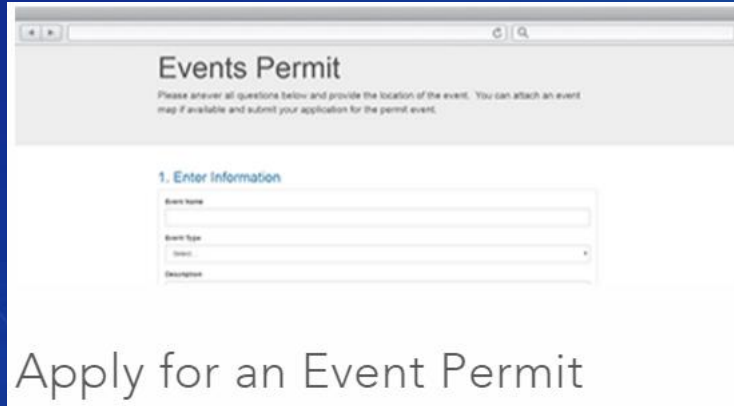 Events Permit
Please answer all questions below and provide the location of the event. You can attach an event
map if available and submit your application for the permit event.
1. Enter Information
Event Name
Event Type
Select...
Description
Apply for an Event Permit